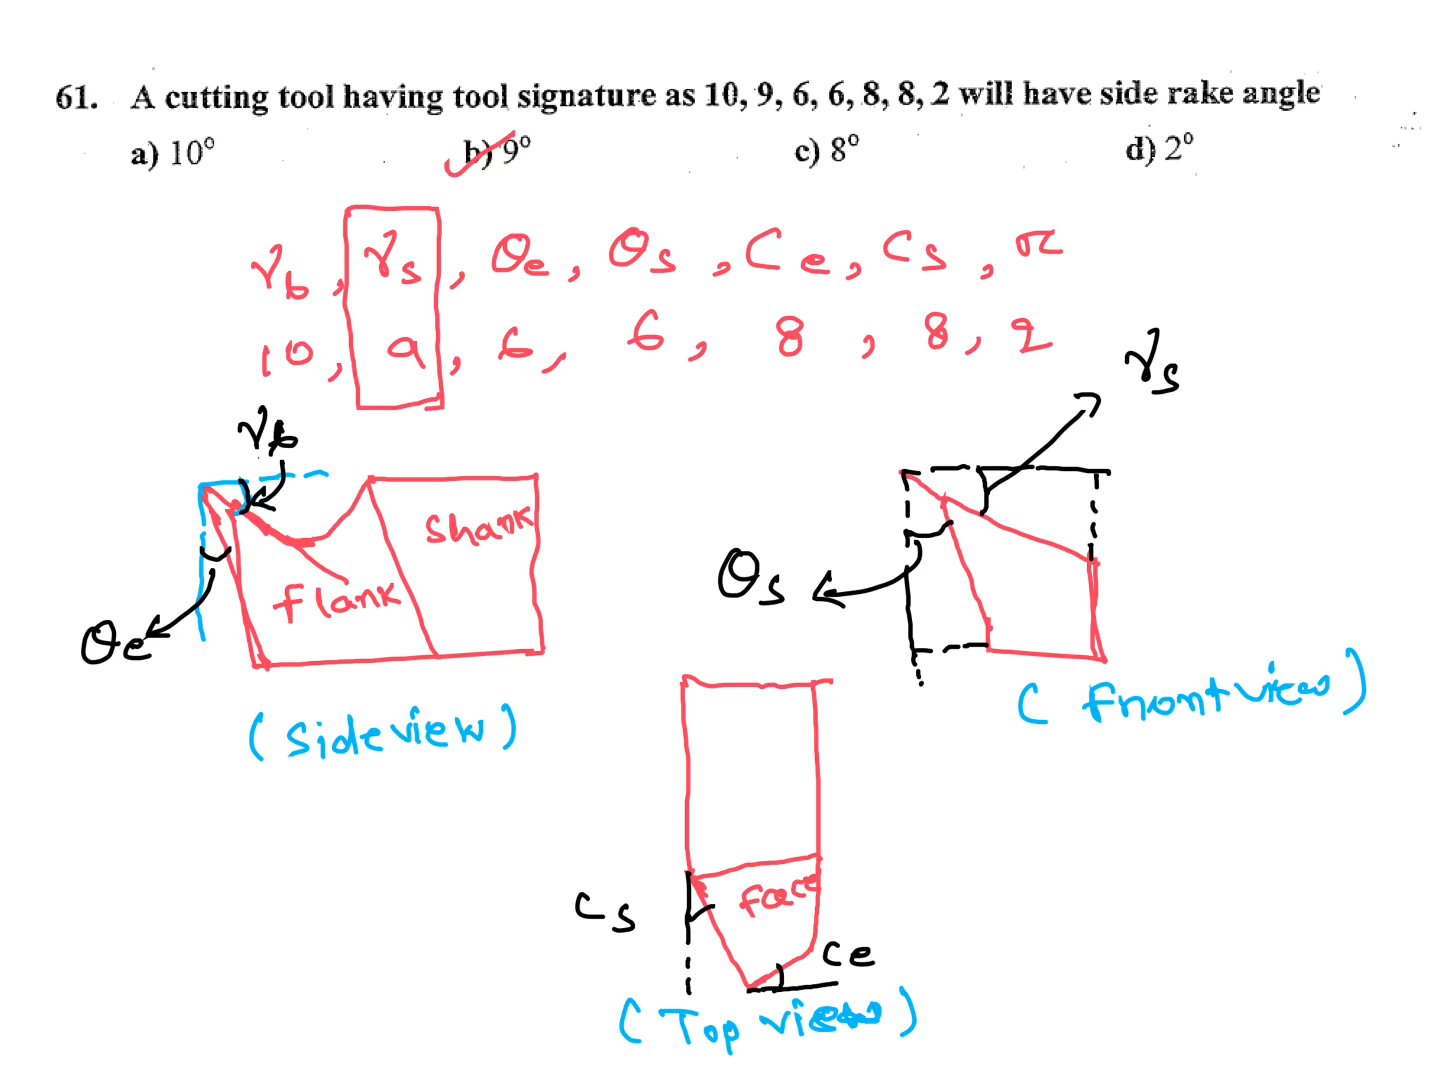 61. A cutting tool having tool signature as 10, 9, 6, 6, 8, 8, 2 will have side rake angle
a) 10° b) 9° c) 8° d) 2°
γb, γs, θe, θs, Ce, Cs, r
10, 9, 6, 6, 8, 8, 2
γs
γb
Shank
flank
θs
θe
(Side view)
(front view)
face
Cs
Ce
(Top view)